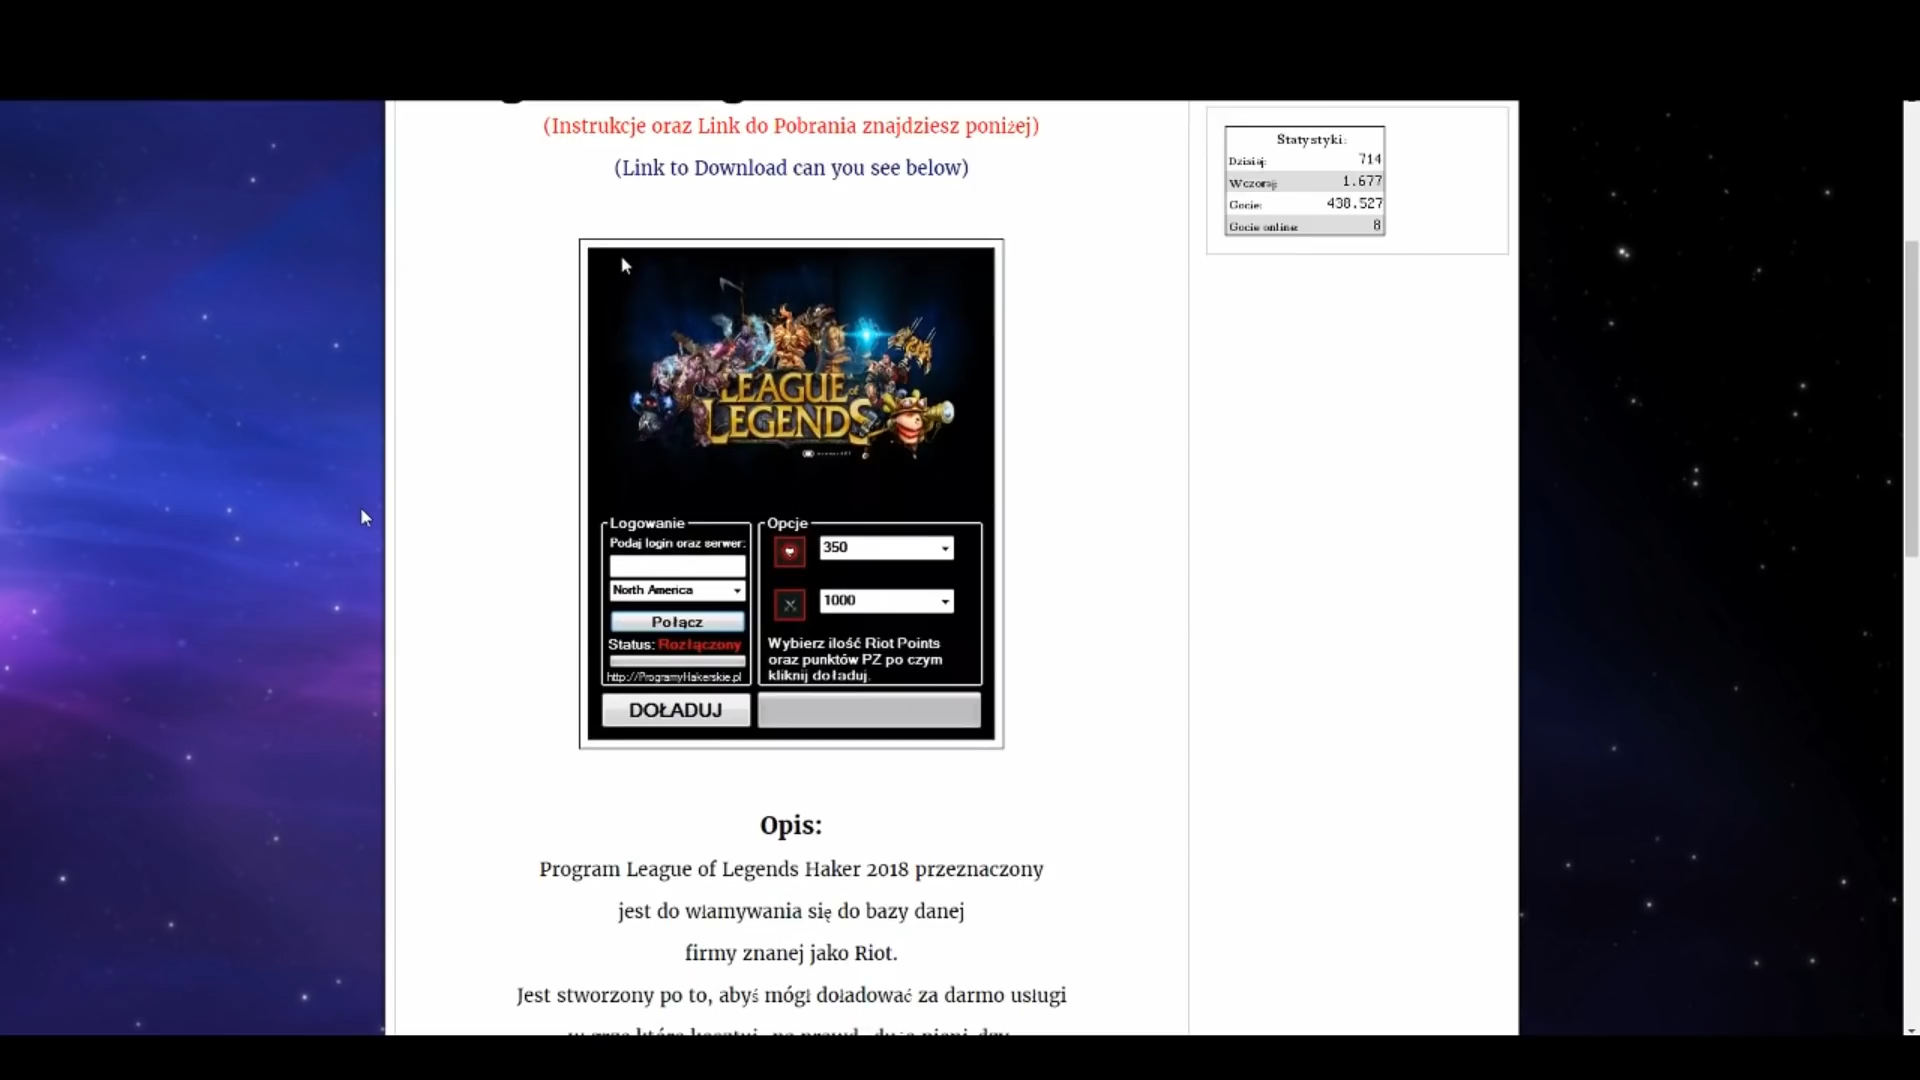 (Instrukcje oraz Link do Pobrania znajdziesz poniżej)
(Link to Download can you see below)
LEAGUE of
LEGENDS
Logowanie
Podaj login oraz serwer:
North America
Połącz
Status: Rozłączony
http://ProgramyHakerskie.pl
DOŁADUJ
Opcje
350
1000
Wybierz ilość Riot Points
oraz punktów PZ po czym
kliknij doładuj.
Opis:
Program League of Legends Haker 2018 przeznaczony
jest do włamywania się do bazy danej
firmy znanej jako Riot.
Jest stworzony po to, abyś mógł doładować za darmo usługi
Statystyki:
Dzisiaj: 714
Wczoraj: 1.677
Gocie: 438.527
Gocie online: 8